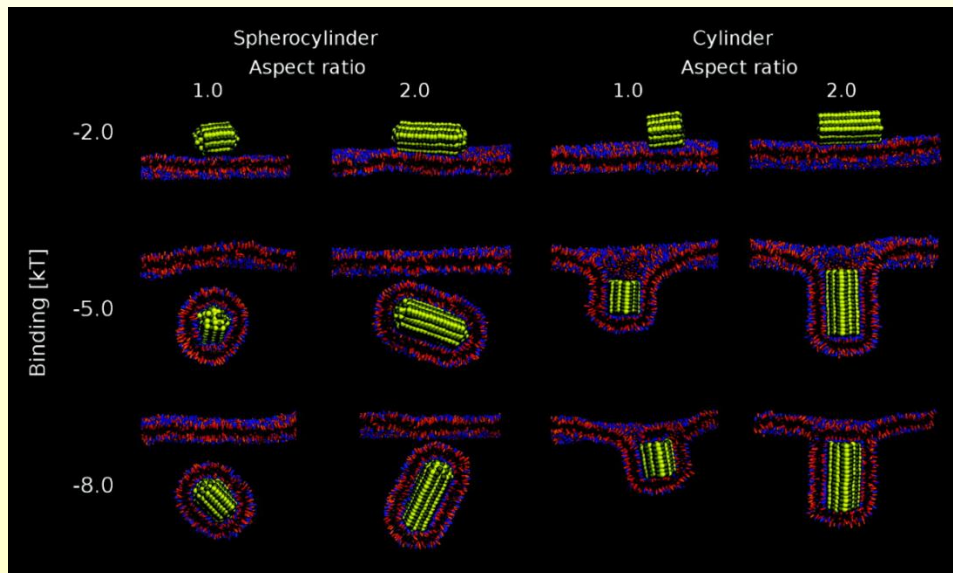 Spherocylinder
Cylinder
Aspect ratio
Aspect ratio
1.0
2.0
1.0
2.0
-2.0
Binding [kT]
-5.0
-8.0